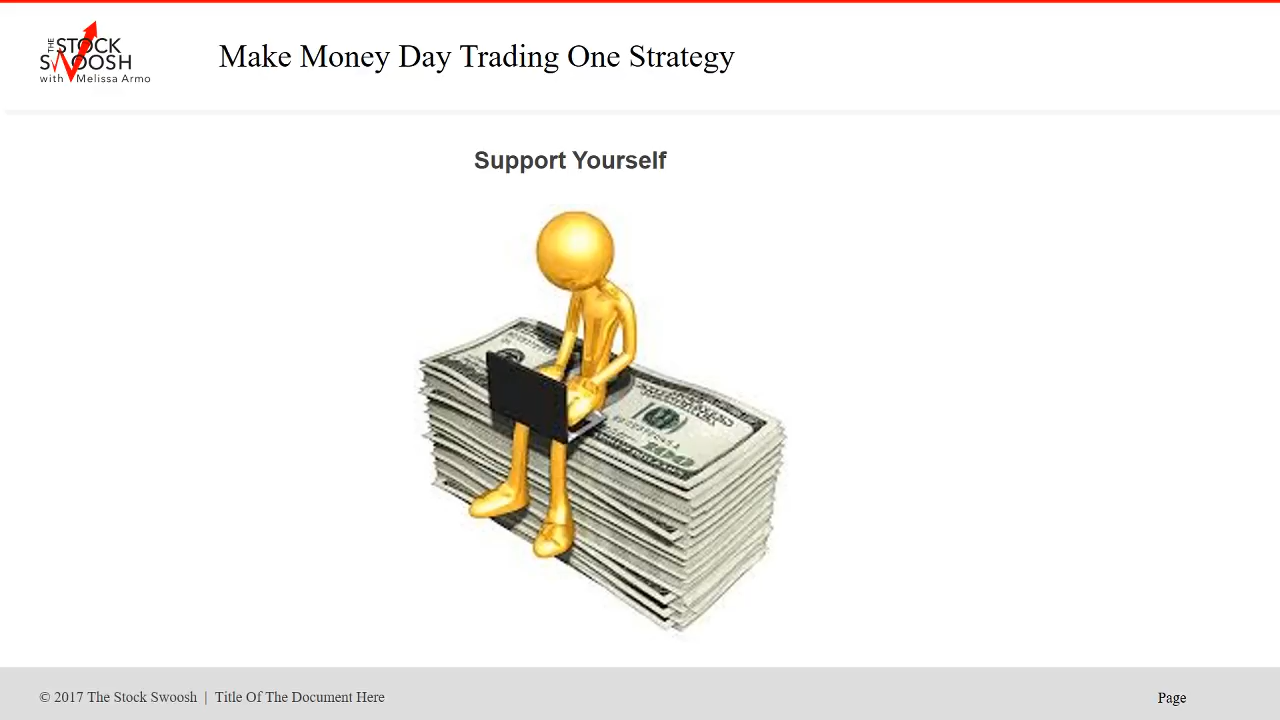 THE STOCK
SWOOSH
with Melissa Armo
Make Money Day Trading One Strategy
Support Yourself
100
© 2017 The Stock Swoosh | Title Of The Document Here
Page